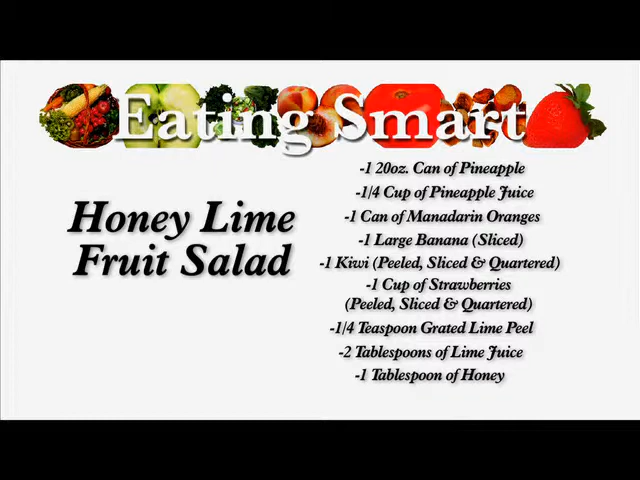 Eating Smart
Honey Lime
Fruit Salad
-1 20oz. Can of Pineapple
-1/4 Cup of Pineapple Juice
-1 Can of Manadarin Oranges
-1 Large Banana (Sliced)
-1 Kiwi (Peeled, Sliced & Quartered)
-1 Cup of Strawberries
(Peeled, Sliced & Quartered)
-1/4 Teaspoon Grated Lime Peel
-2 Tablespoons of Lime Juice
-1 Tablespoon of Honey